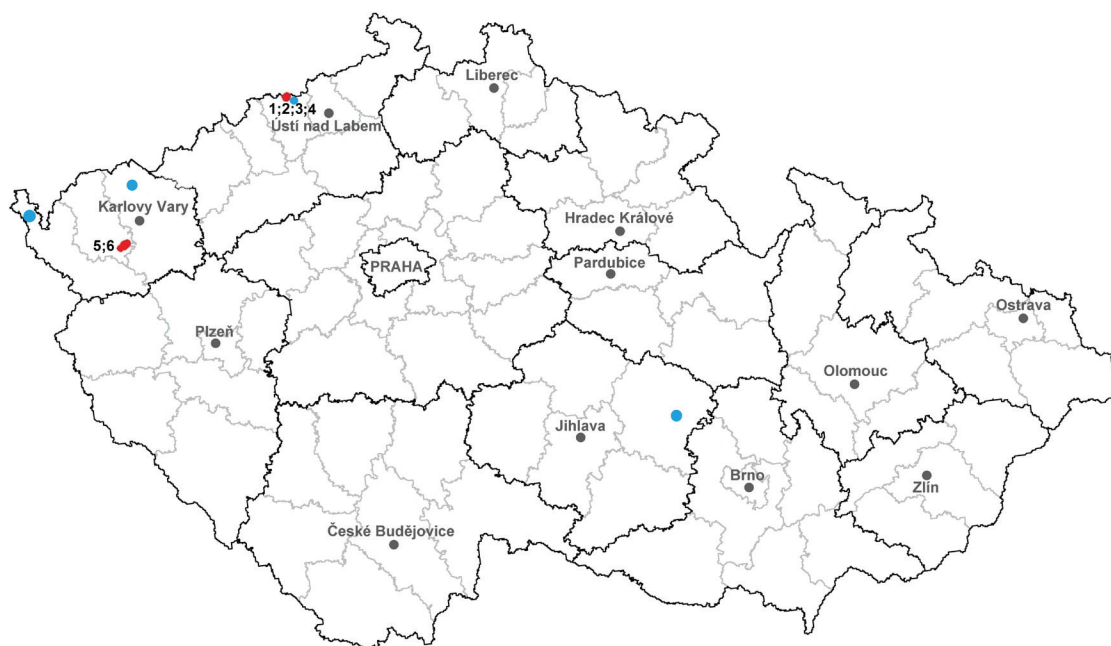 Liberec
1;2;3;4
Ústí nad Labem
Karlovy Vary
Hradec Králové
5;6
PRAHA
Pardubice
Ostrava
Plzeň
Olomouc
Jihlava
Brno
Zlín
České Budějovice